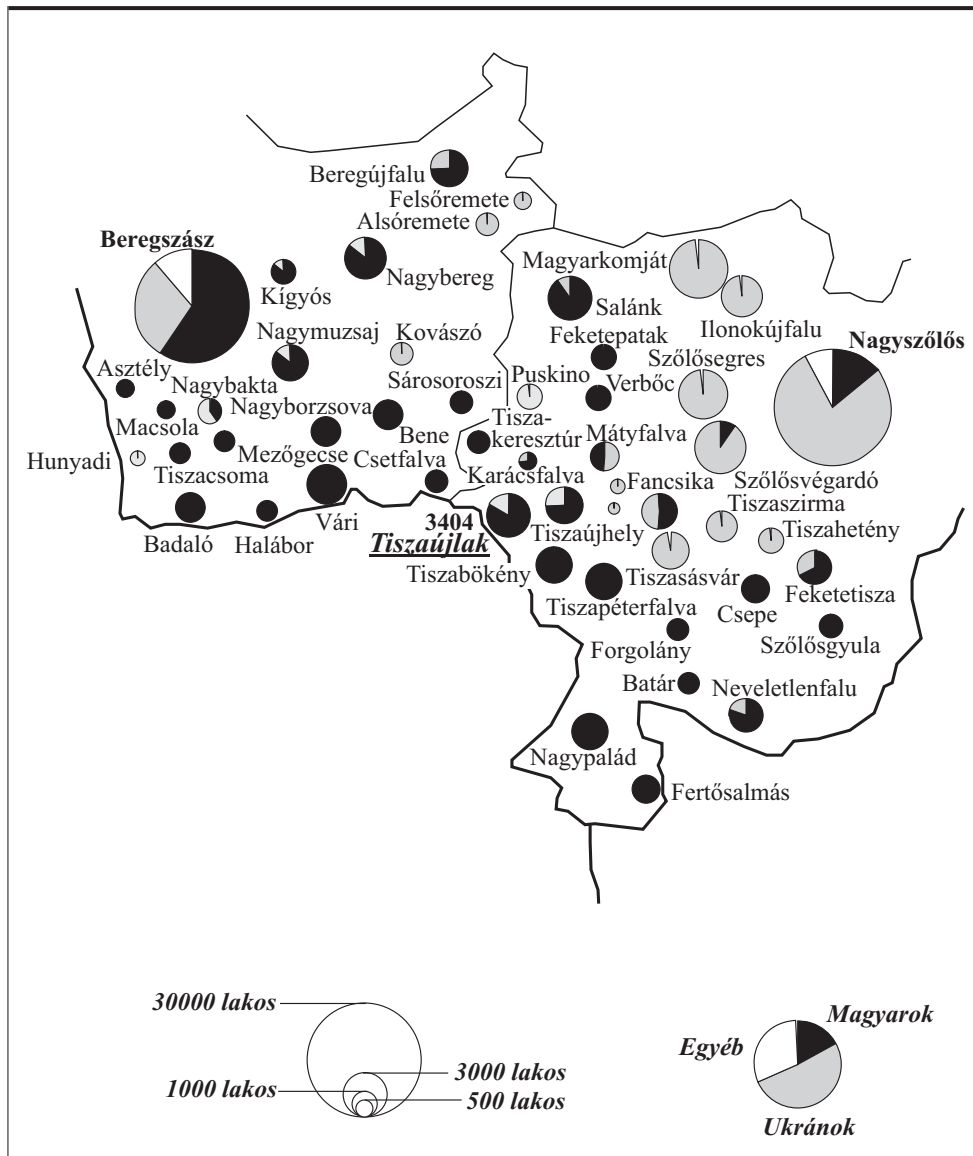 Beregújfalu
Felsőremete
Alsóremete
Beregszász
Kígyós
Nagybereg
Magyarkomját
Salánk
Ilonokújfalu
Nagymuzsaj
Kovászó
Feketepatak
Nagyszőlős
Asztély
Nagybakta
Sárosoroszi
Puskino
Verbőc
Szőlősegres
Macsola
Nagyborzsova
Bene
Tisza-
keresztúr
Mátyfalva
Hunyadi
Tiszacsoma
Mezőgecse
Csetfalva
Karácsfalva
Fancsika
Szőlősvégardó
Tiszaszirma
Tiszahetény
Badaló
Halábor
Vári
3404
Tiszaújlak
Tiszaújhely
Tiszabökény
Tiszasásvár
Feketetisza
Tiszapéterfalva
Csepe
Forgolány
Szőlősgyula
Batár
Neveletlenfalu
Nagypalád
Fertősalmás
30000 lakos
3000 lakos
1000 lakos
500 lakos
Egyéb
Magyarok
Ukránok